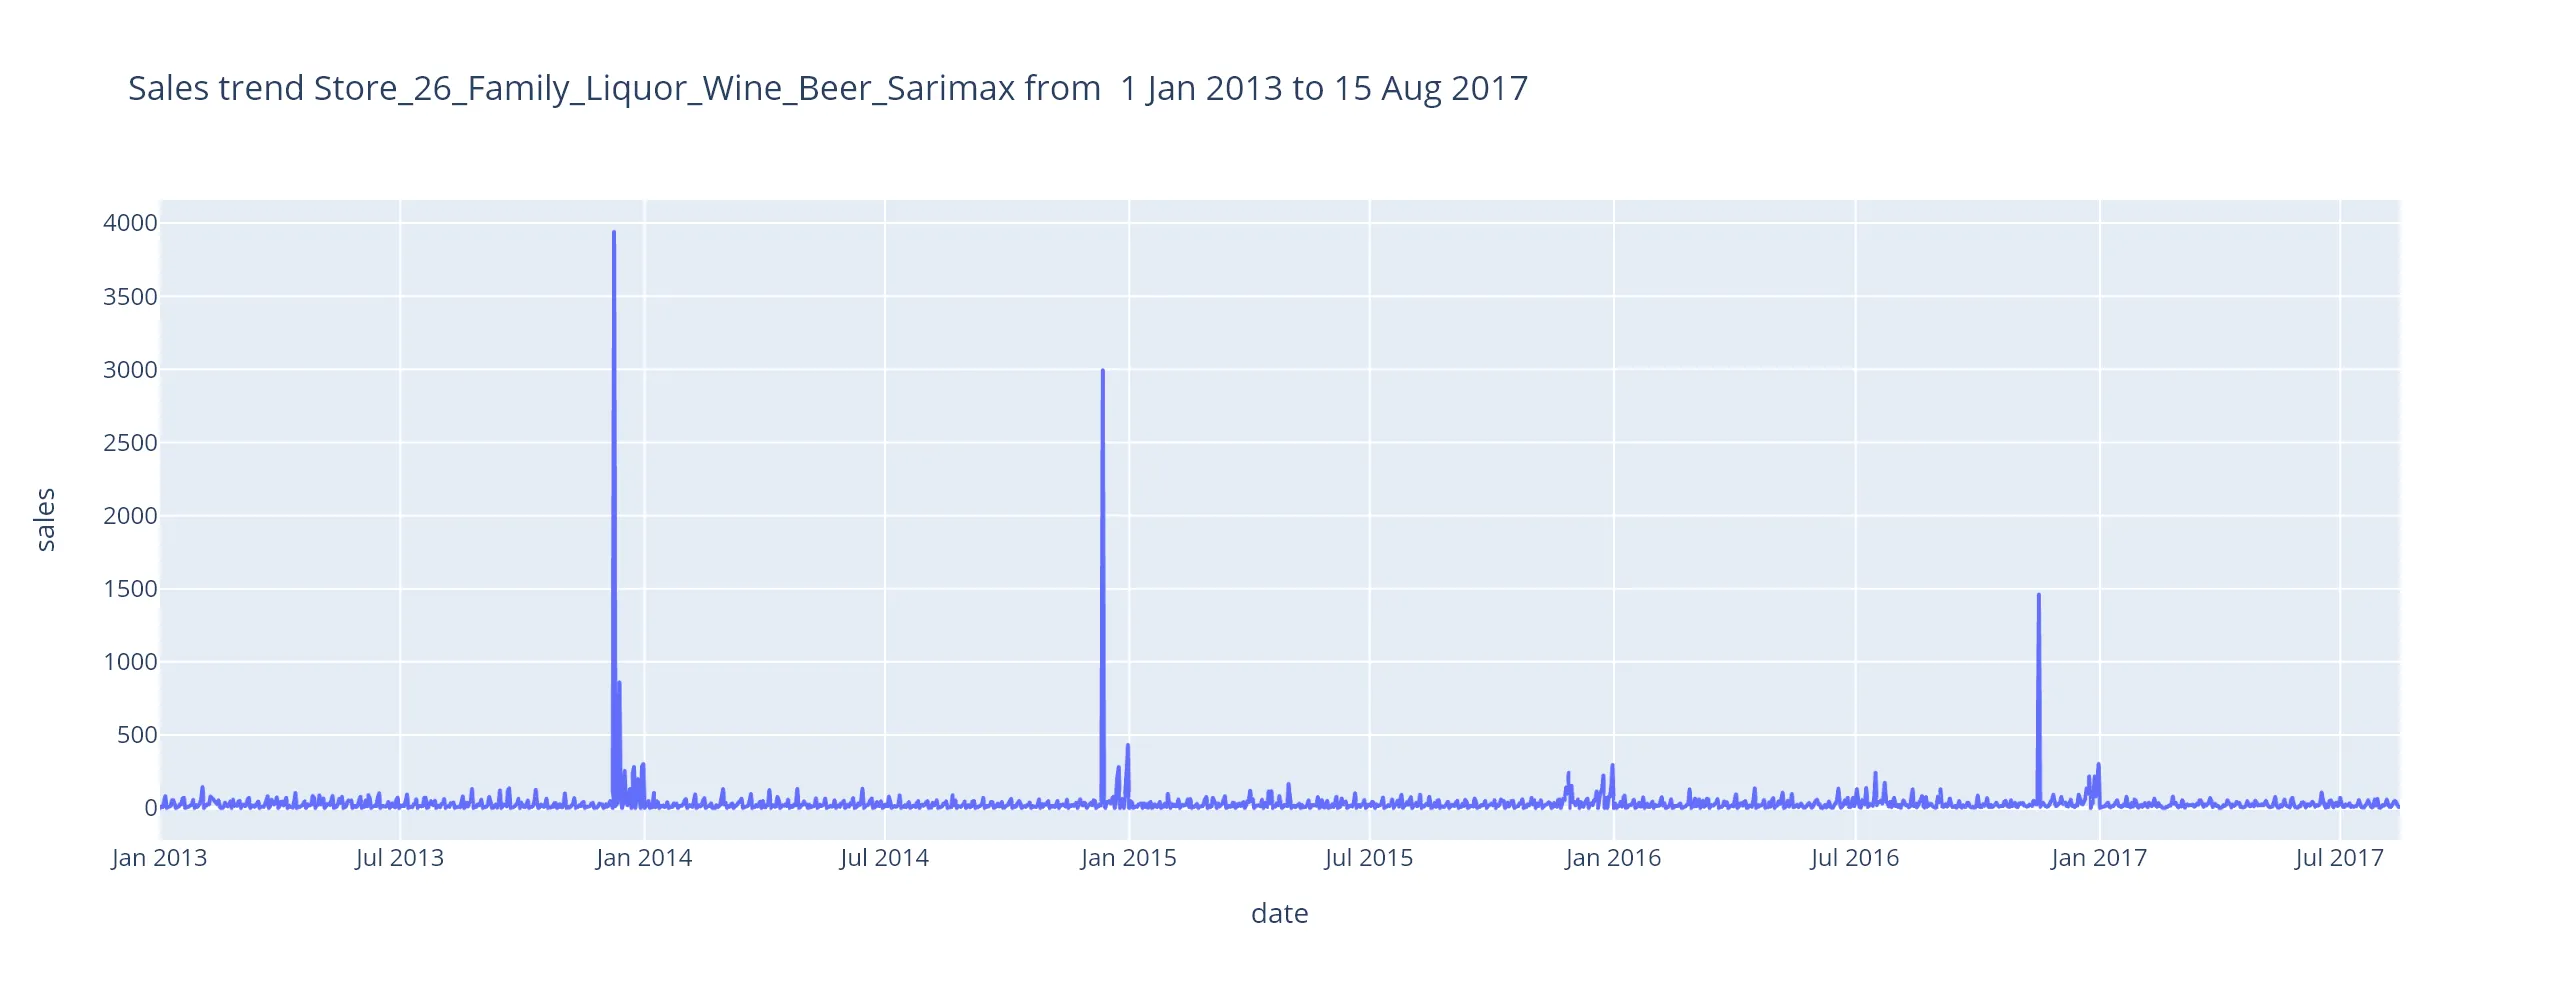 Sales trend Store_26_Family_Liquor_Wine_Beer_Sarimax from  1 Jan 2013 to 15 Aug 2017
4000
3500
3000
2500
2000
1500
1000
500
0
sales
Jan 2013 Jul 2013 Jan 2014 Jul 2014 Jan 2015 Jul 2015 Jan 2016 Jul 2016 Jan 2017 Jul 2017
date